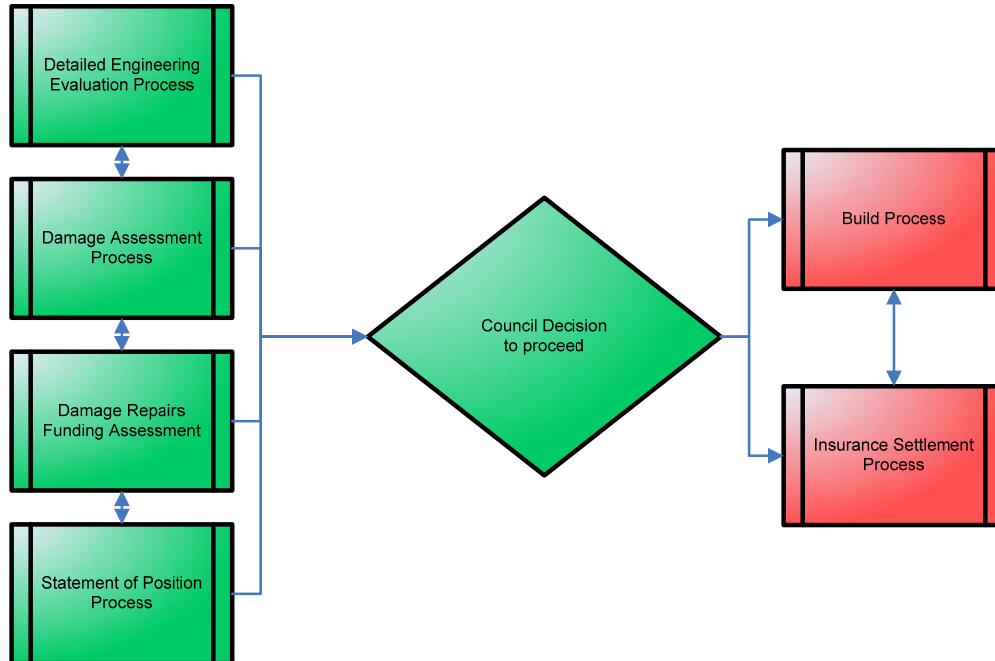 Detailed Engineering
Evaluation Process
Damage Assessment
Process
Damage Repairs
Funding Assessment
Statement of Position
Process
Council Decision
to proceed
Build Process
Insurance Settlement
Process